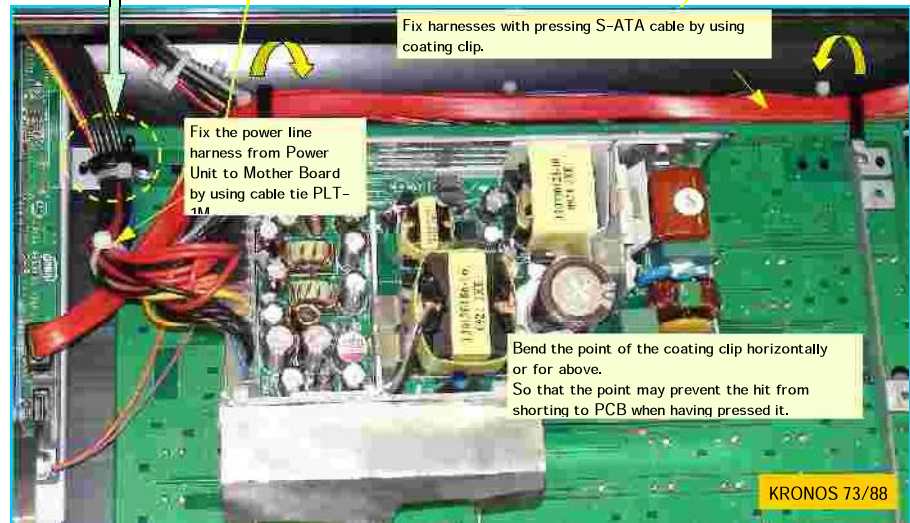 Fix harnesses with pressing S-ATA cable by using
coating clip.
Fix the power line
harness from Power
Unit to Mother Board
by using cable tie PLT-
1M
Bend the point of the coating clip horizontally
or for above.
So that the point may prevent the hit from
shorting to PCB when having pressed it.
KRONOS 73/88